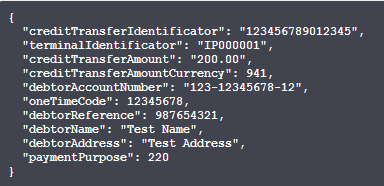 {
"creditTransferIdentificator": "123456789012345",
"terminalIdentificator": "IP000001",
"creditTransferAmount": "200.00",
"creditTransferAmountCurrency": 941,
"debtorAccountNumber": "123-12345678-12",
"oneTimeCode": 12345678,
"debtorReference": 987654321,
"debtorName": "Test Name",
"debtorAddress": "Test Address",
"paymentPurpose": 220
}